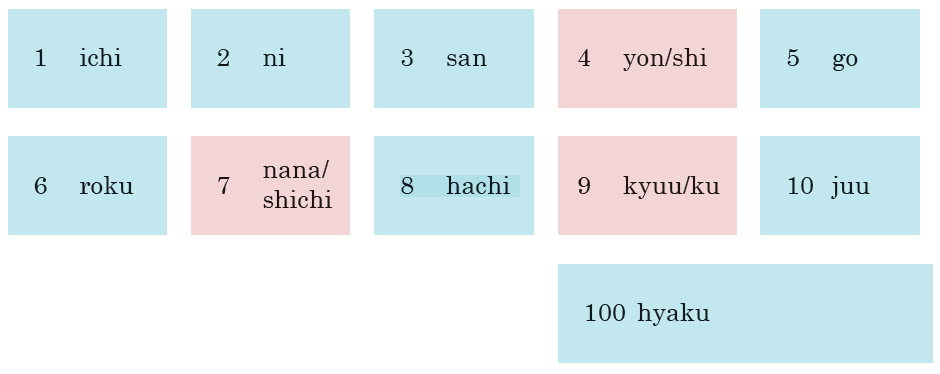 1 ichi
2 ni
3 san
4 yon/shi
5 go
6 roku
7 nana/
shichi
8 hachi
9 kyuu/ku
10 juu
100 hyaku